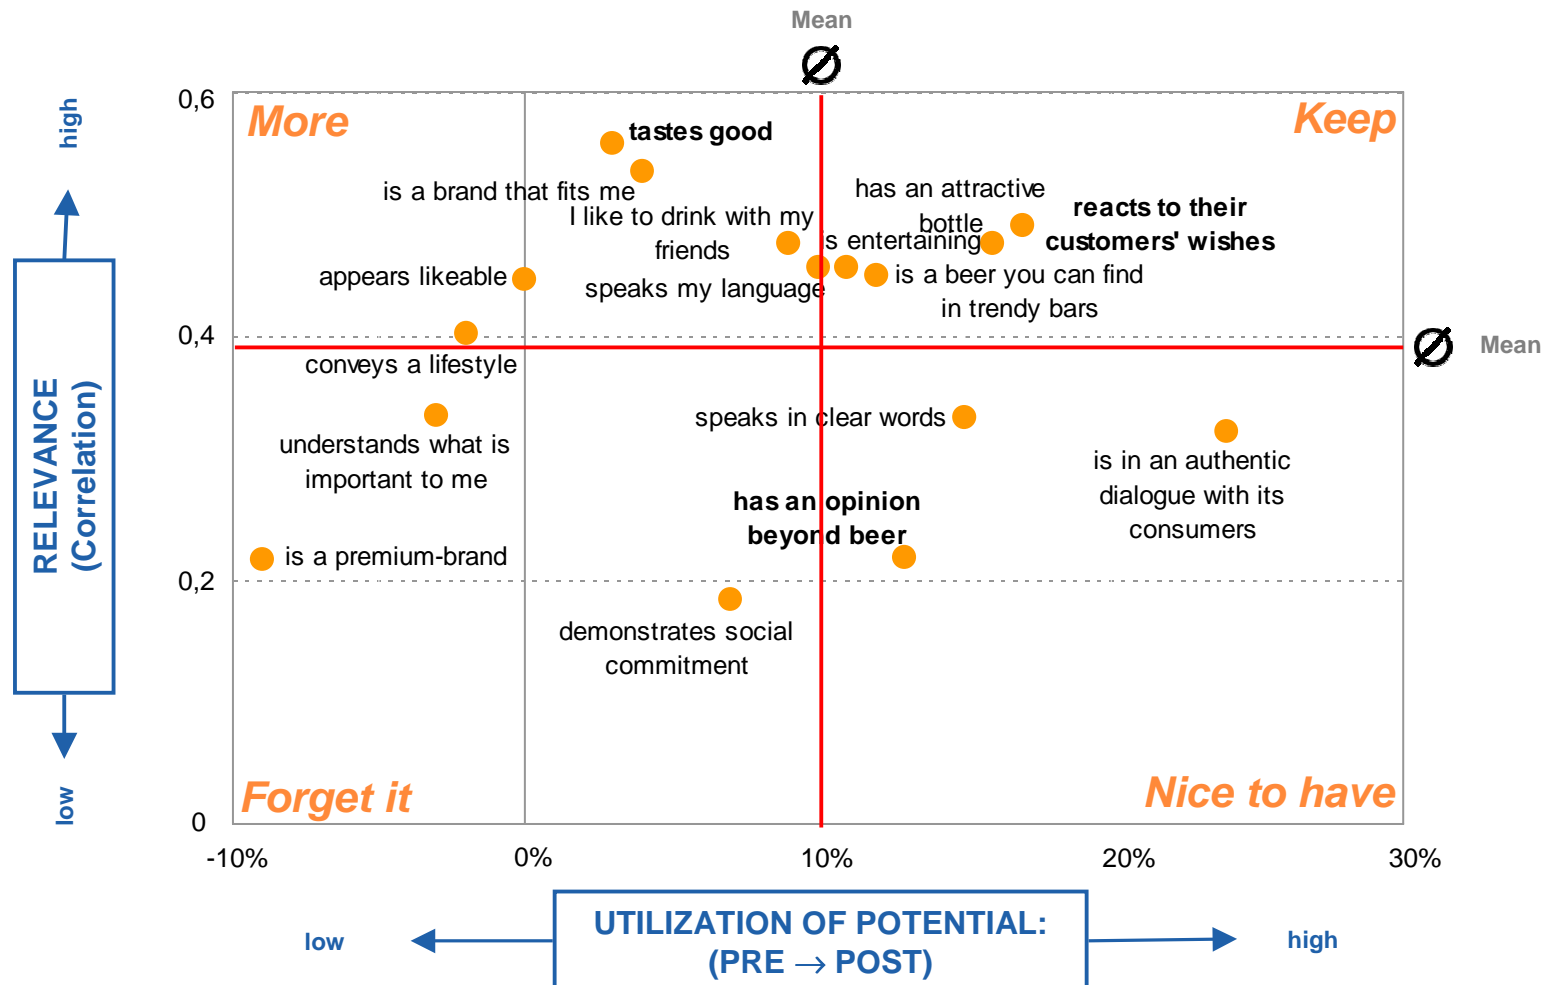 Mean
Ø
0,6
More
Keep
high
tastes good
is a brand that fits me
has an attractive
bottle
reacts to their
customers' wishes
I like to drink with my
friends
is entertaining
appears likeable
speaks my language
is a beer you can find
in trendy bars
0,4
Ø
Mean
conveys a lifestyle
RELEVANCE
(Correlation)
speaks in clear words
understands what is
important to me
is in an authentic
dialogue with its
consumers
has an opinion
beyond beer
is a premium-brand
0,2
demonstrates social
commitment
low
Forget it
Nice to have
0
-10%
0%
10%
20%
30%
low
UTILIZATION OF POTENTIAL:
(PRE → POST)
high